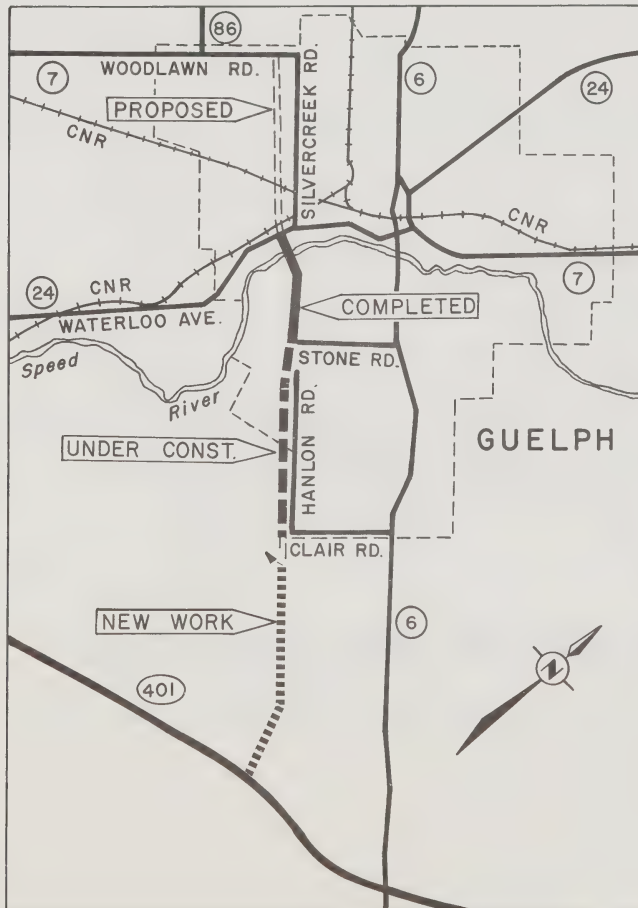 86
7
WOODLAWN RD.
SILVERCREEK RD.
6
24
PROPOSED
CNR
CNR
7
24
CNR
WATERLOO AVE.
COMPLETED
Speed
River
STONE RD.
HANLON RD.
UNDER CONST.
GUELPH
CLAIR RD.
NEW WORK
6
401
N